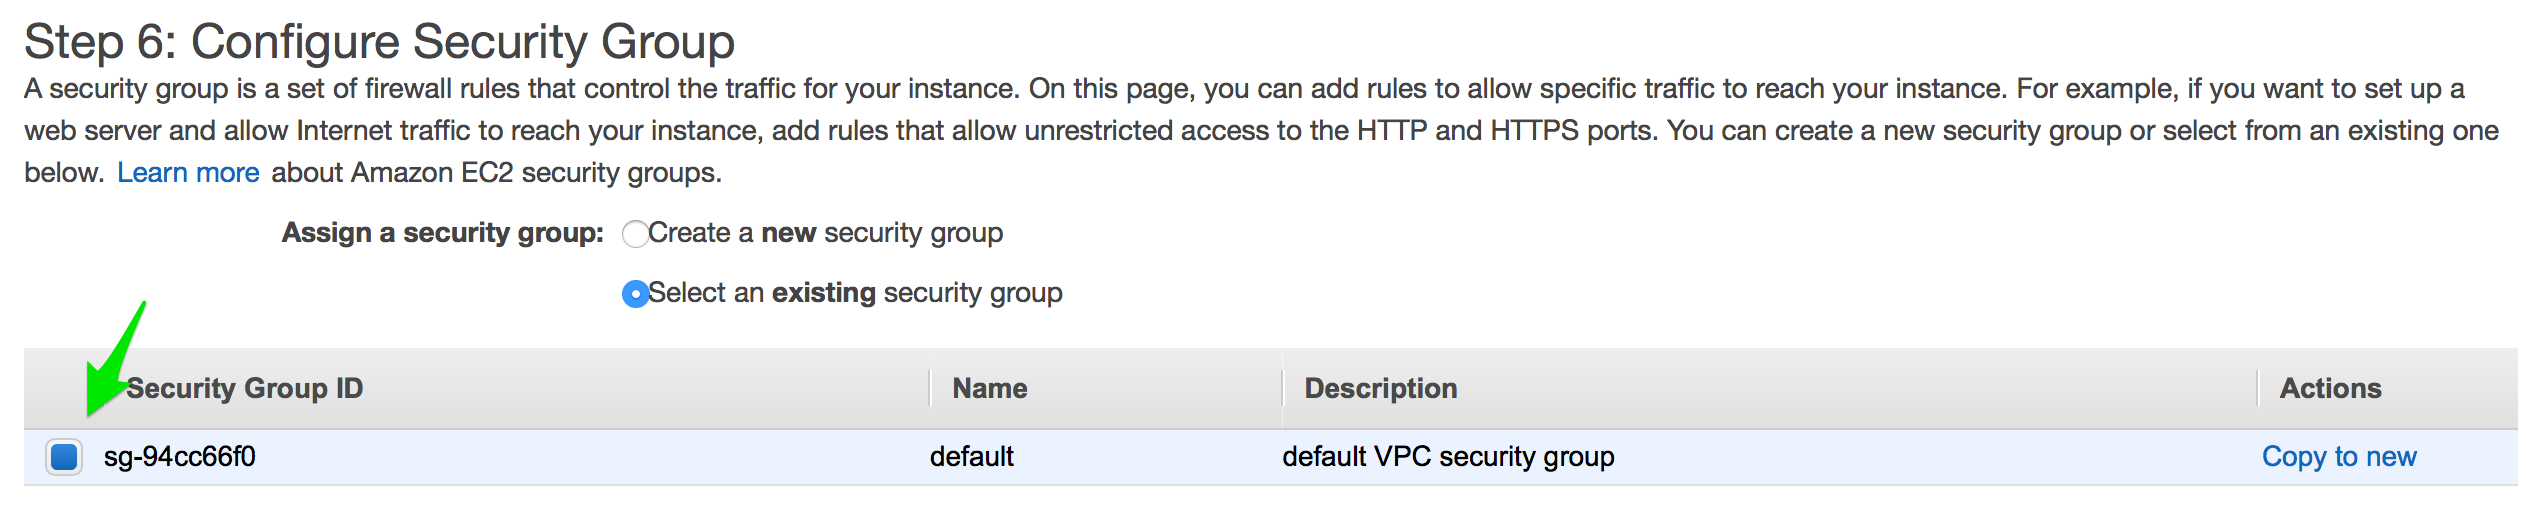 Step 6: Configure Security Group
A security group is a set of firewall rules that control the traffic for your instance. On this page, you can add rules to allow specific traffic to reach your instance. For example, if you want to set up a
web server and allow Internet traffic to reach your instance, add rules that allow unrestricted access to the HTTP and HTTPS ports. You can create a new security group or select from an existing one
below. Learn more about Amazon EC2 security groups.
Assign a security group: Create a new security group
Select an existing security group
Security Group ID Name Description Actions
sg-94cc66f0 default default VPC security group Copy to new